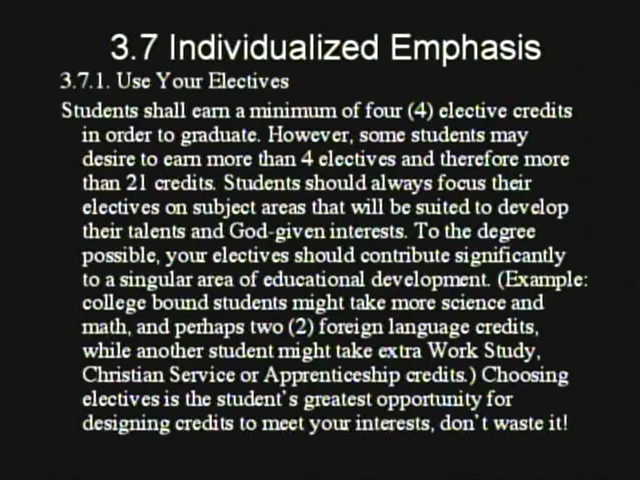 3.7 Individualized Emphasis
3.7.1. Use Your Electives
Students shall earn a minimum of four (4) elective credits
in order to graduate. However, some students may
desire to earn more than 4 electives and therefore more
than 21 credits. Students should always focus their
electives on subject areas that will be suited to develop
their talents and God-given interests. To the degree
possible, your electives should contribute significantly
to a singular area of educational development. (Example:
college bound students might take more science and
math, and perhaps two (2) foreign language credits,
while another student might take extra Work Study,
Christian Service or Apprenticeship credits.) Choosing
electives is the student's greatest opportunity for
designing credits to meet your interests, don't waste it!